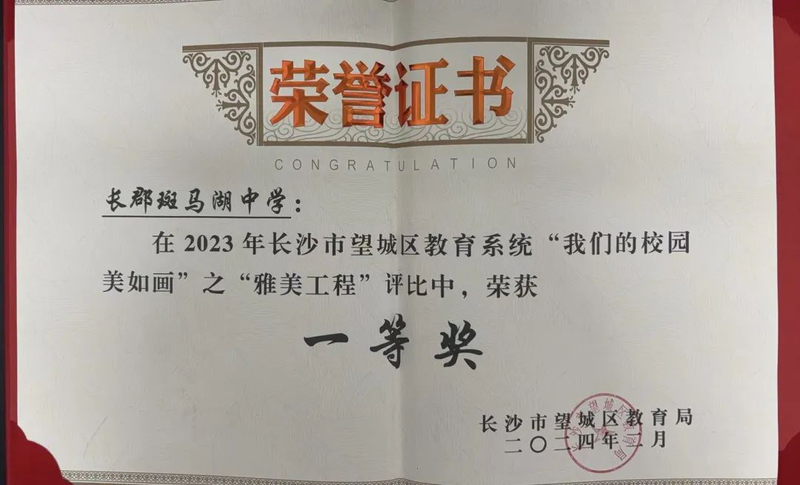 荣誉证书
CONGRATULATION
长郡斑马湖中学：
在2023年长沙市望城区教育系统“我们的校园
美如画”之“雅美工程”评比中，荣获
一等奖
长沙市望城区教育局
二〇二四年二月